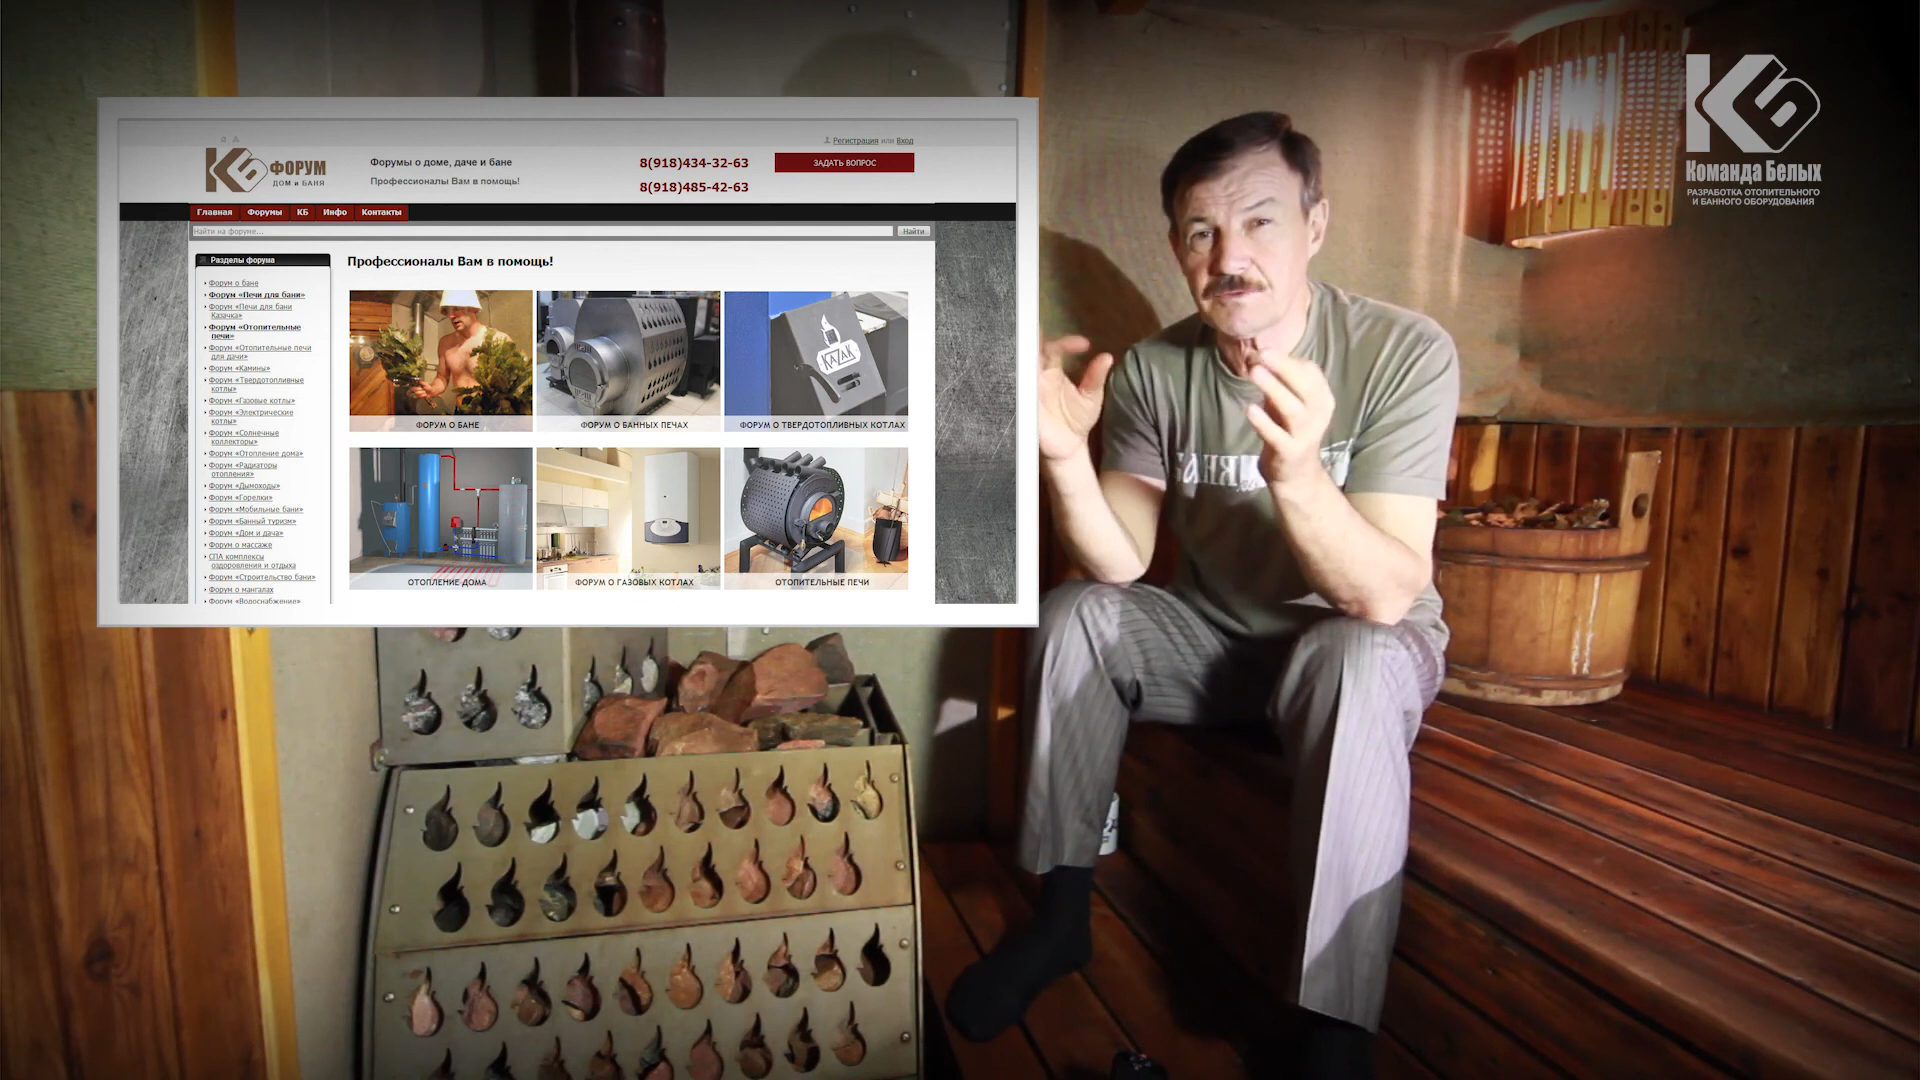 Регистрация или Вход
КБ ФОРУМ
ДОМ и БАНЯ
Форумы о доме, даче и бане
Профессионалы Вам в помощь!
8(918)434-32-63
8(918)485-42-63
ЗАДАТЬ ВОПРОС
Главная
Форумы
КБ
Инфо
Контакты
Найти на форуме...
Найти
Разделы форума
Форум о бане
Форум «Печи для бани»
Форум «Печи для бани
Казачка»
Форум «Отопительные
печи»
Форум «Отопительные печи
для дачи»
Форум «Камины»
Форум «Твердотопливные
котлы»
Форум «Газовые котлы»
Форум «Электрические
котлы»
Форум «Солнечные
коллекторы»
Форум «Отопление дома»
Форум «Радиаторы
отопления»
Форум «Дымоходы»
Форум «Горелки»
Форум «Мобильные бани»
Форум «Банный туризм»
Форум «Дом и дача»
Форум о массаже
СПА комплексы
оздоровления и отдыха
Форум «Строительство бани»
Форум о мангалах
Форум «Водоснабжение»
Профессионалы Вам в помощь!
ФОРУМ О БАНЕ
ФОРУМ О БАННЫХ ПЕЧАХ
KAZAK
ФОРУМ О ТВЕРДОТОПЛИВНЫХ КОТЛАХ
ОТОПЛЕНИЕ ДОМА
ФОРУМ О ГАЗОВЫХ КОТЛАХ
ОТОПИТЕЛЬНЫЕ ПЕЧИ
КБ
Команда Белых
РАЗРАБОТКА ОТОПИТЕЛЬНОГО
И БАННОГО ОБОРУДОВАНИЯ